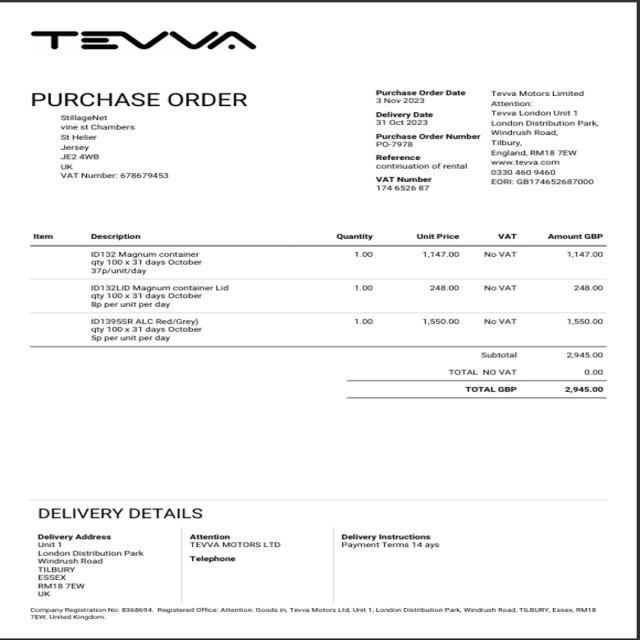 TEVVA
PURCHASE ORDER
StillageNet
vine st Chambers
St Helier
Jersey
JE2 4WB
UK
VAT Number: 678679453
Purchase Order Date
3 Nov 2023
Delivery Date
31 Oct 2023
Purchase Order Number
PO-7978
Reference
continuation of rental
VAT Number
174 6526 87
Tevva Motors Limited
Attention:
Tevva London Unit 1
London Distribution Park,
Windrush Road,
Tilbury,
England, RM18 7EW
www.tevva.com
0330 460 9460
EORI: GB174652687000
Item Description Quantity Unit Price VAT Amount GBP
ID132 Magnum container 1.00 1,147.00 No VAT 1,147.00
qty 100 x 31 days October
37p/unit/day
ID132LID Magnum container Lid 1.00 248.00 No VAT 248.00
qty 100 x 31 days October
8p per unit per day
ID1395SR ALC Red/Grey) 1.00 1,550.00 No VAT 1,550.00
qty 100 x 31 days October
5p per unit per day
Subtotal 2,945.00
TOTAL NO VAT 0.00
TOTAL GBP 2,945.00
DELIVERY DETAILS
Delivery Address
Unit 1
London Distribution Park
Windrush Road
TILBURY
ESSEX
RM18 7EW
UK
Attention
TEVVA MOTORS LTD
Telephone
Delivery Instructions
Payment Terms 14 ays
Company Registration No: 8368694. Registered Office: Attention: Goods in, Tevva Motors Ltd, Unit 1, London Distribution Park, Windrush Road, TILBURY, Essex, RM18
7EW, United Kingdom.